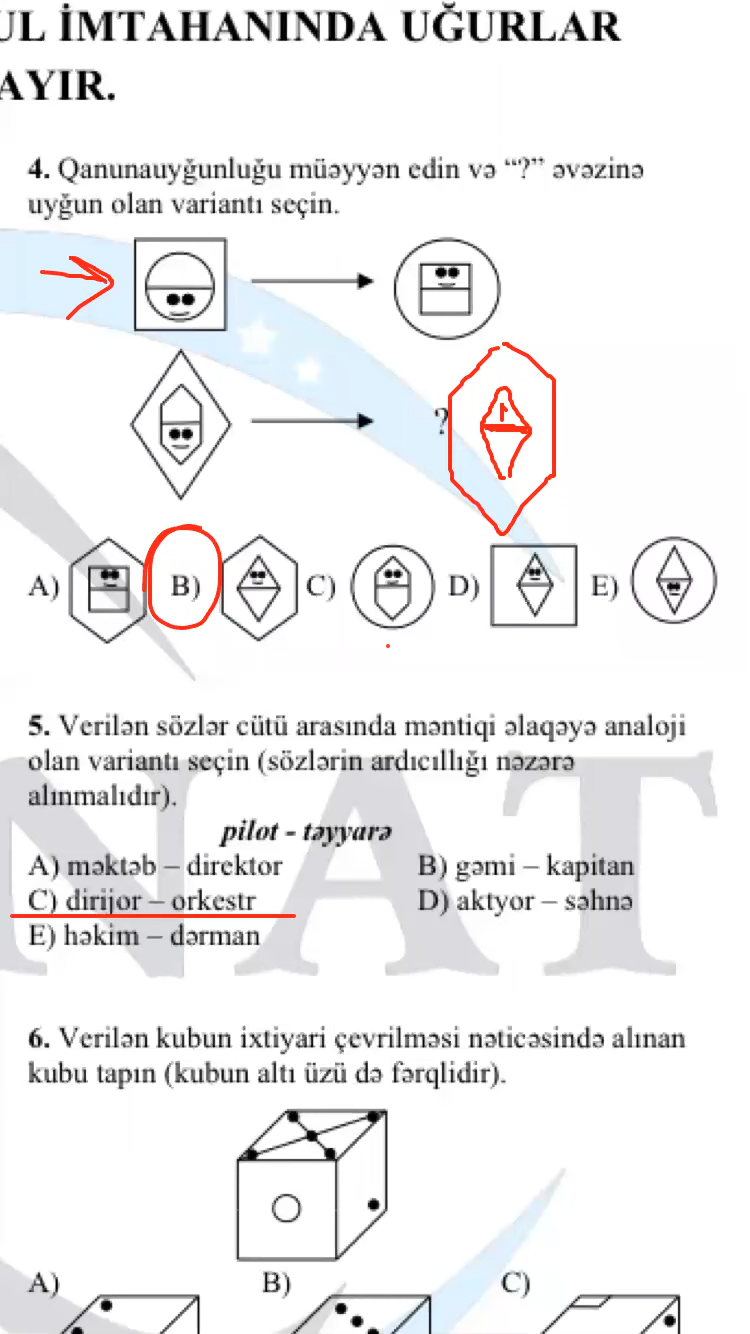 UL İMTAHANINDA UĞURLAR
AYIR.
4. Qanunauyğunluğu müəyyən edin və “?” əvəzinə
uyğun olan variantı seçin.
?
A) B) C) D) E)
5. Verilən sözlər cütü arasında məntiqi əlaqəyə analoji
olan variantı seçin (sözlərin ardıcıllığı nəzərə
alınmalıdır).
pilot - təyyarə
A) məktəb – direktor B) gəmi – kapitan
C) dirijor – orkestr D) aktyor – səhnə
E) həkim – dərman
NAT
6. Verilən kubun ixtiyari çevrilməsi nəticəsində alınan
kubu tapın (kubun altı üzü də fərqlidir).
A) B) C)